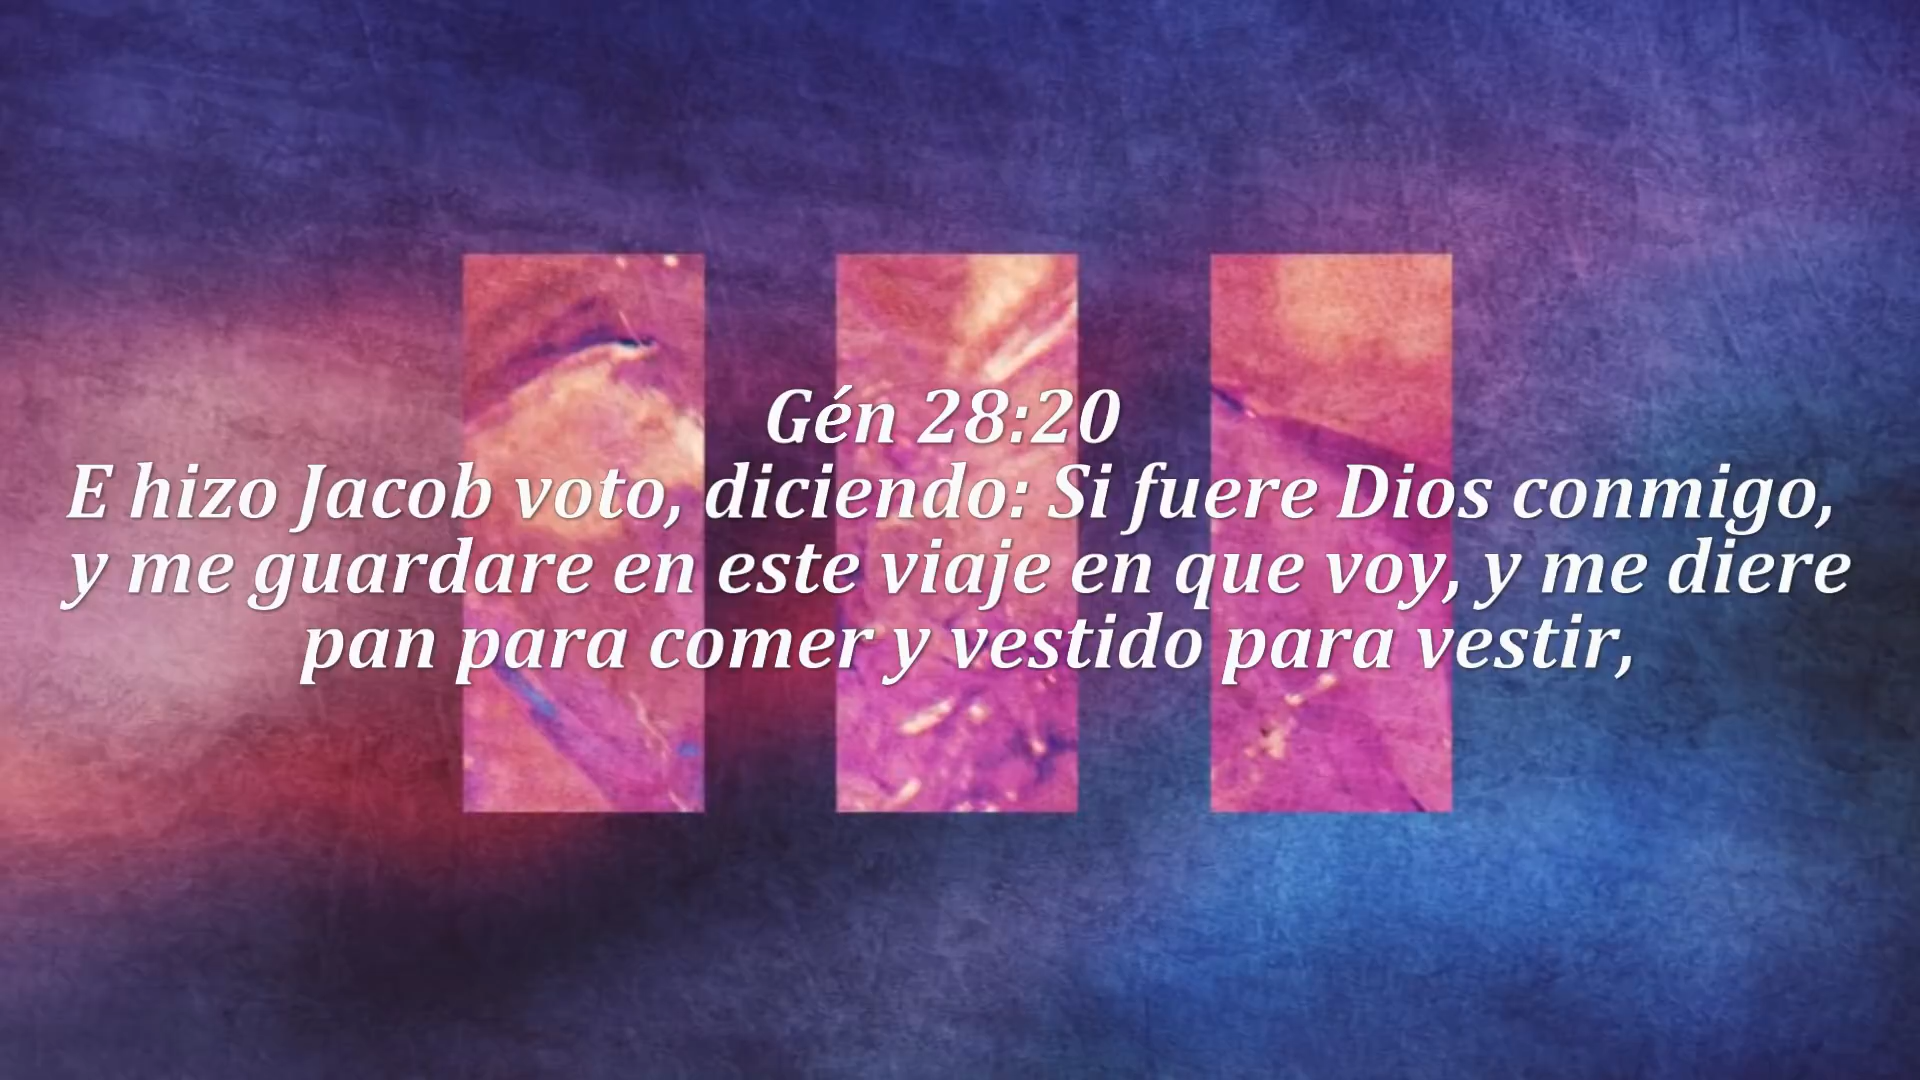 Gén 28:20
E hizo Jacob voto, diciendo: Si fuere Dios conmigo,
y me guardare en este viaje en que voy, y me diere
pan para comer y vestido para vestir,